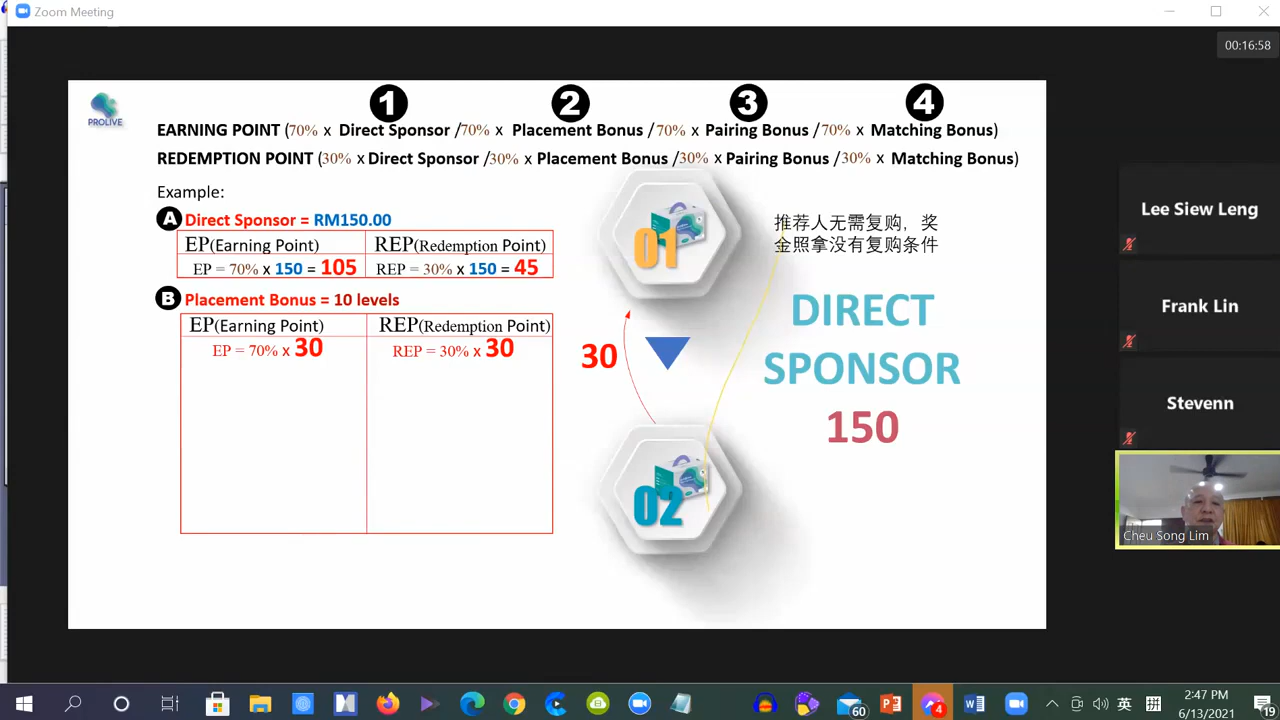 Zoom Meeting
00:16:58
PROLIVE
1 2 3 4
EARNING POINT (70% x Direct Sponsor /70% x Placement Bonus /70% x Pairing Bonus /70% x Matching Bonus)
REDEMPTION POINT (30% x Direct Sponsor /30% x Placement Bonus /30% x Pairing Bonus /30% x Matching Bonus)
Example:
A Direct Sponsor = RM150.00
EP(Earning Point) REP(Redemption Point)
EP = 70% x 150 = 105 REP = 30% x 150 = 45
B Placement Bonus = 10 levels
EP(Earning Point) REP(Redemption Point)
EP = 70% x 30 REP = 30% x 30
01
30
02
推荐人无需复购，奖
金照拿没有复购条件
DIRECT
SPONSOR
150
Lee Siew Leng
Frank Lin
Stevenn
Cheu Song Lim
60
4
英
拼
2:47 PM
6/13/2021
19